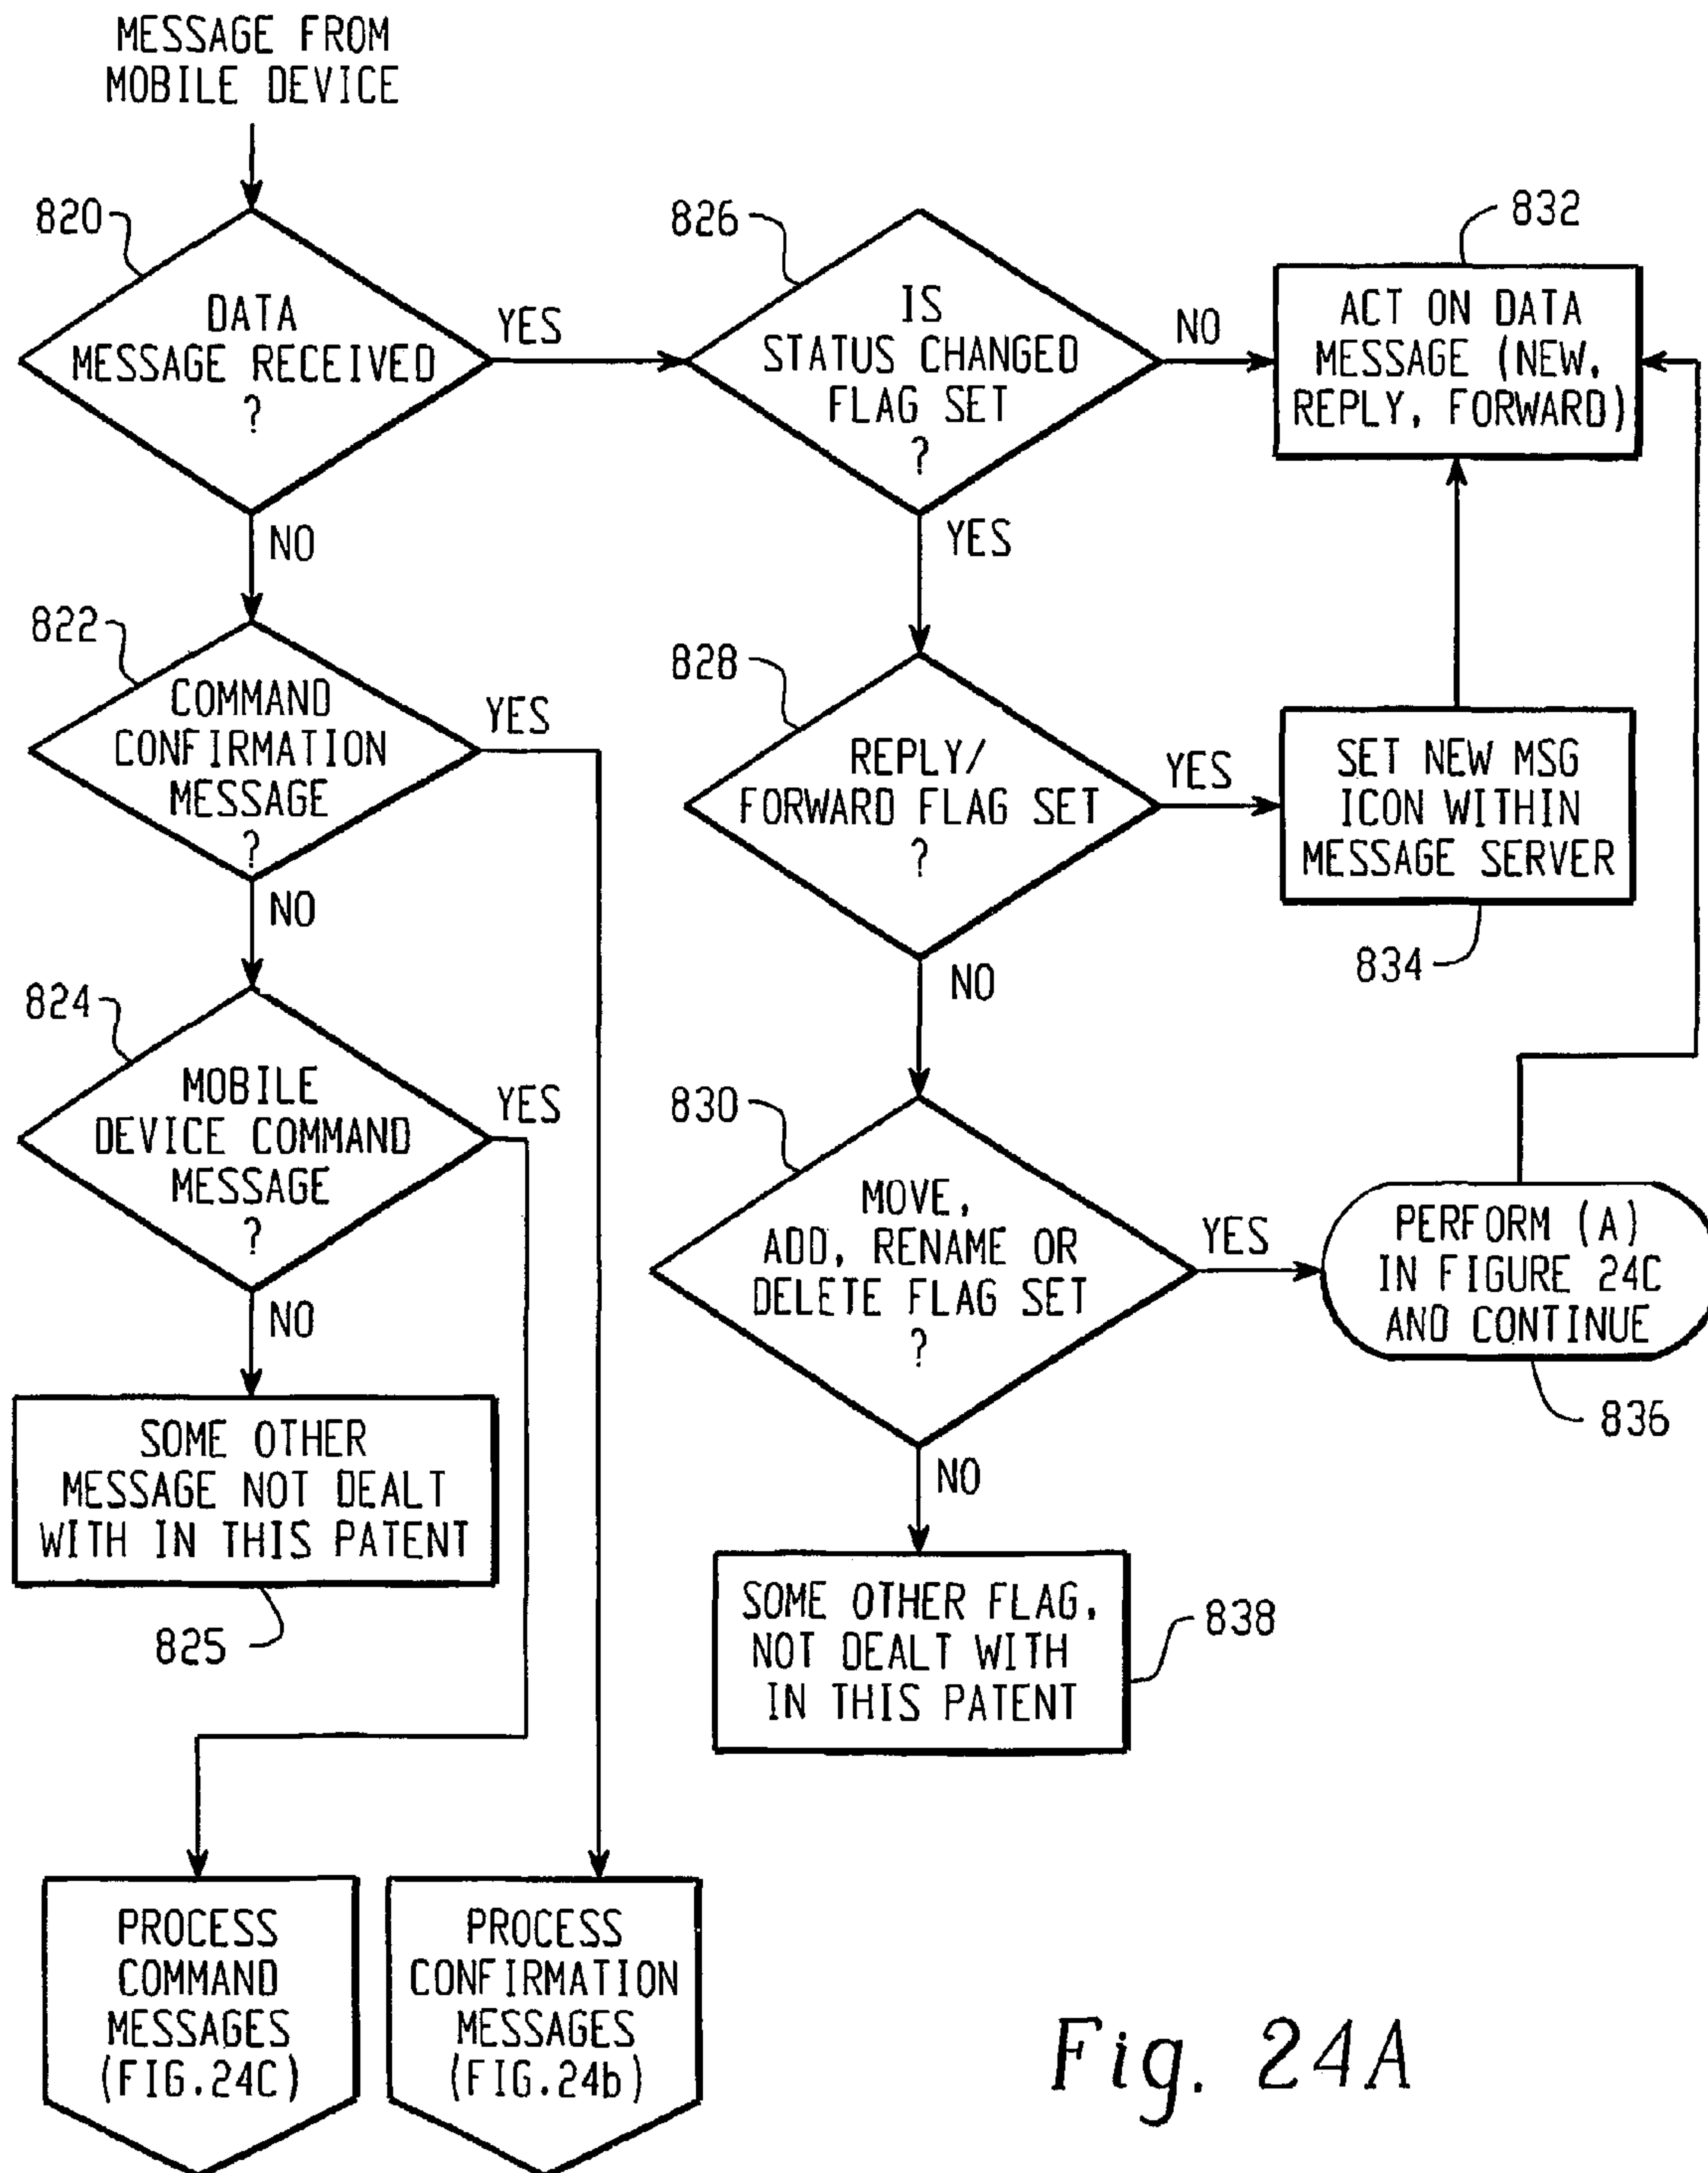 MESSAGE FROM
MOBILE DEVICE
820
DATA
MESSAGE RECEIVED
?
YES
NO
826
IS
STATUS CHANGED
FLAG SET
?
NO
YES
832
ACT ON DATA
MESSAGE (NEW,
REPLY, FORWARD)
822
COMMAND
CONFIRMATION
MESSAGE
?
YES
NO
828
REPLY/
FORWARD FLAG SET
?
YES
NO
SET NEW MSG
ICON WITHIN
MESSAGE SERVER
834
824
MOBILE
DEVICE COMMAND
MESSAGE
?
YES
NO
830
MOVE,
ADD, RENAME OR
DELETE FLAG SET
?
YES
NO
PERFORM (A)
IN FIGURE 24C
AND CONTINUE
836
SOME OTHER
MESSAGE NOT DEALT
WITH IN THIS PATENT
825
SOME OTHER FLAG,
NOT DEALT WITH
IN THIS PATENT
838
PROCESS
COMMAND
MESSAGES
(FIG.24C)
PROCESS
CONFIRMATION
MESSAGES
(FIG.24b)
Fig. 24A